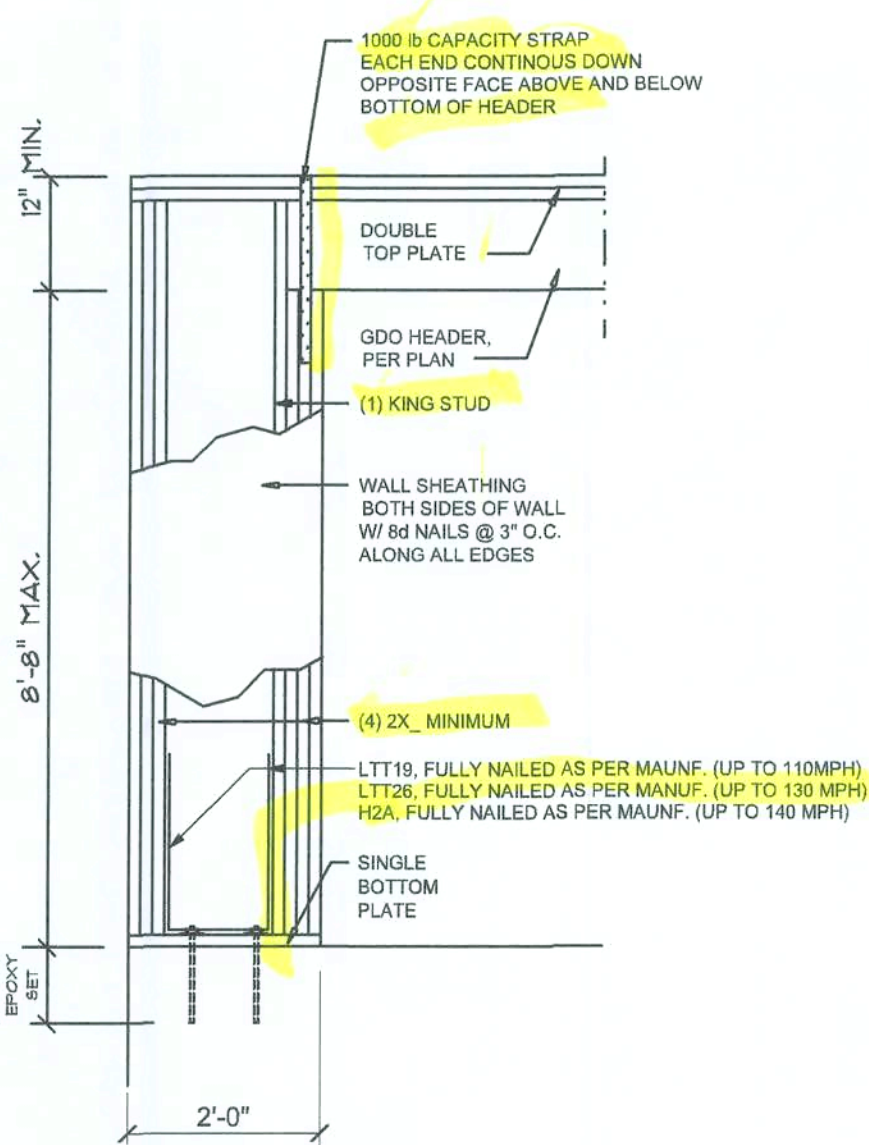 1000 lb CAPACITY STRAP
EACH END CONTINOUS DOWN
OPPOSITE FACE ABOVE AND BELOW
BOTTOM OF HEADER
12" MIN.
DOUBLE
TOP PLATE
GDO HEADER,
PER PLAN
(1) KING STUD
WALL SHEATHING
BOTH SIDES OF WALL
W/ 8d NAILS @ 3" O.C.
ALONG ALL EDGES
8'-8" MAX.
(4) 2X_ MINIMUM
LTT19, FULLY NAILED AS PER MAUNF. (UP TO 110MPH)
LTT26, FULLY NAILED AS PER MANUF. (UP TO 130 MPH)
H2A, FULLY NAILED AS PER MAUNF. (UP TO 140 MPH)
SINGLE
BOTTOM
PLATE
EPOXY
SET
2'-0"